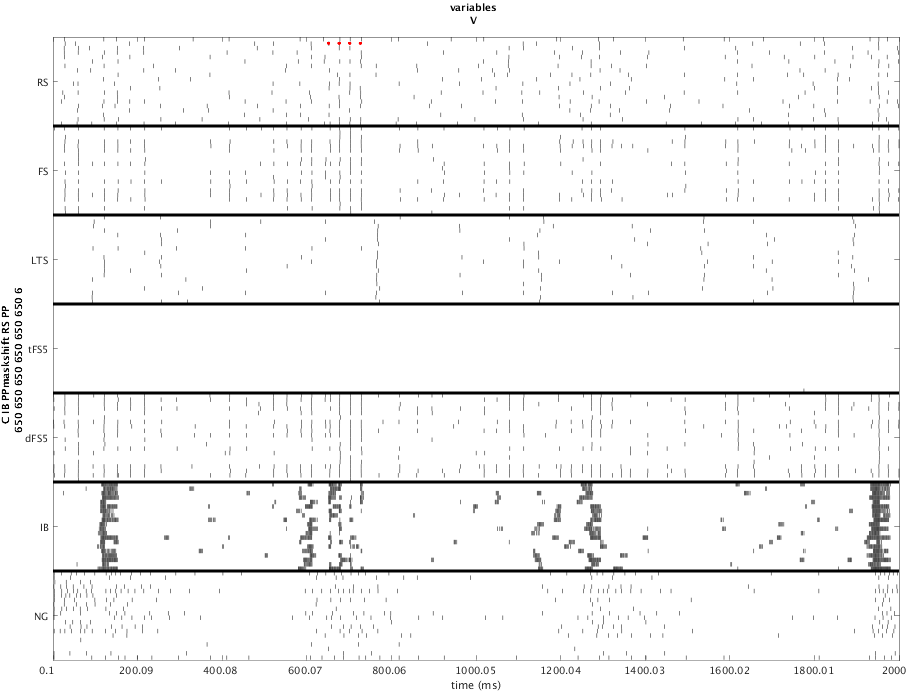 variables
V
RS
FS
LTS
tFS5
dFS5
IB
NG
C IB PPmaskshift RS PP
650 650 650 650 650 650 6
0.1 200.09 400.08 600.07 800.06 1000.05 1200.04 1400.03 1600.02 1800.01 2000
time (ms)